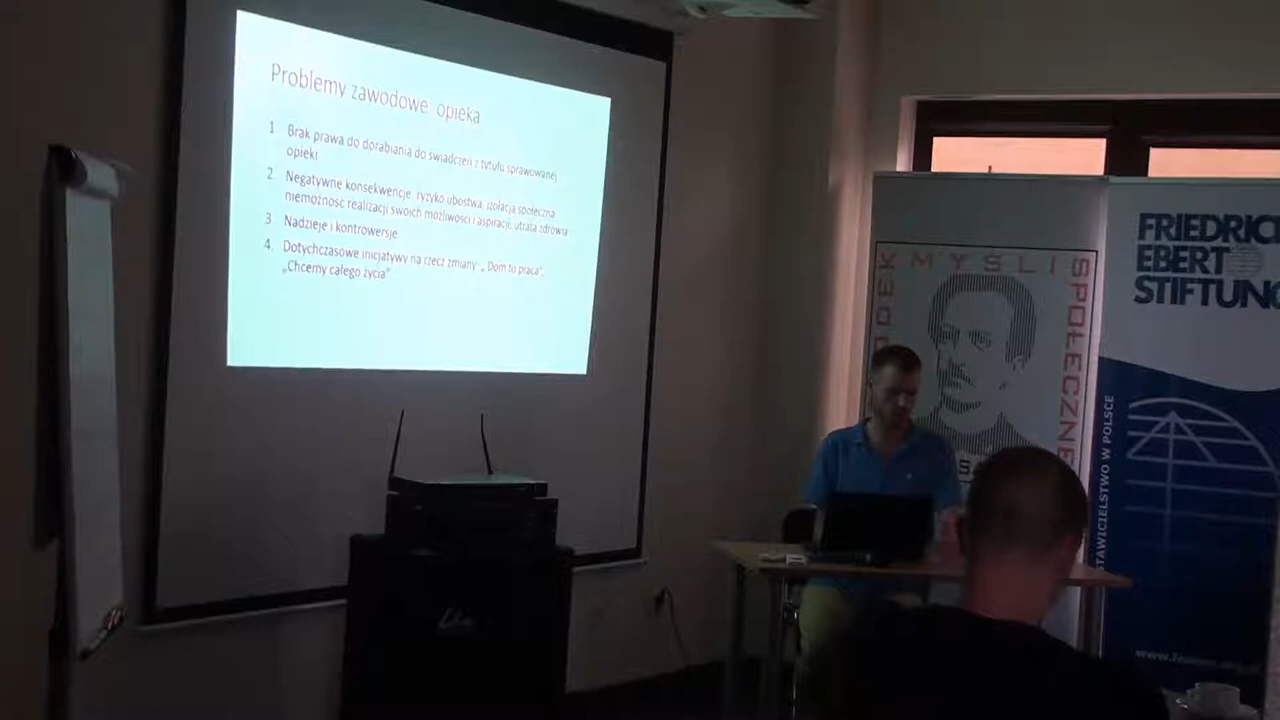 Problemy zawodowe opieka
1 Brak prawa do dorabiania do świadczeń z tytułu sprawowanej
opieki
2. Negatywne konsekwencje ryzyko ubóstwa, izolacja społeczna
niemożność realizacji swoich możliwości i aspiracji, utrata zdrowia
3. Nadzieje i kontrowersje
4. Dotychczasowe inicjatywy na rzecz zmiany „ Dom to praca”,
„Chcemy całego życia”
MYŚLI
SPOŁECZNE
FRIEDRIC
EBERT
STIFTUNG
STAWICIELSTWO W POLSCE